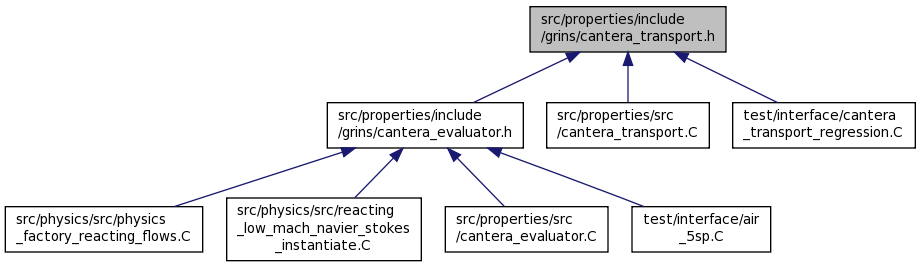 src/properties/include
/grins/cantera_transport.h
src/properties/include
/grins/cantera_evaluator.h
src/properties/src
/cantera_transport.C
test/interface/cantera
_transport_regression.C
src/physics/src/physics
_factory_reacting_flows.C
src/physics/src/reacting
_low_mach_navier_stokes
_instantiate.C
src/properties/src
/cantera_evaluator.C
test/interface/air
_5sp.C